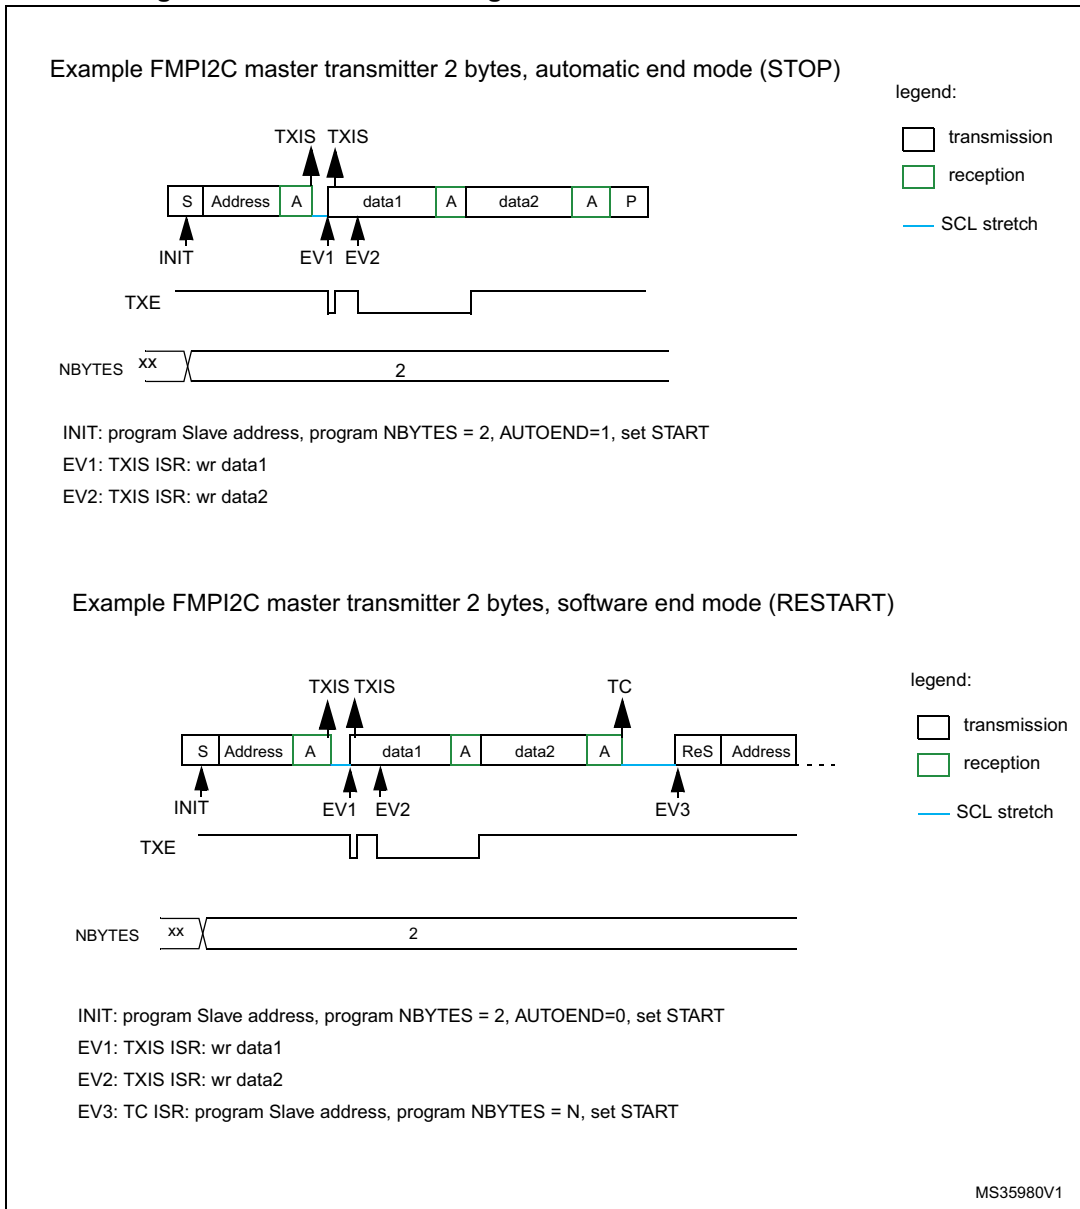 Example FMPI2C master transmitter 2 bytes, automatic end mode (STOP)
legend:
transmission
reception
SCL stretch
TXIS TXIS
S Address A data1 A data2 A P
INIT EV1 EV2
TXE
NBYTES xx 2
INIT: program Slave address, program NBYTES = 2, AUTOEND=1, set START
EV1: TXIS ISR: wr data1
EV2: TXIS ISR: wr data2
Example FMPI2C master transmitter 2 bytes, software end mode (RESTART)
legend:
transmission
reception
SCL stretch
TXIS TXIS TC
S Address A data1 A data2 A ReS Address
INIT EV1 EV2 EV3
TXE
NBYTES xx 2
INIT: program Slave address, program NBYTES = 2, AUTOEND=0, set START
EV1: TXIS ISR: wr data1
EV2: TXIS ISR: wr data2
EV3: TC ISR: program Slave address, program NBYTES = N, set START
MS35980V1